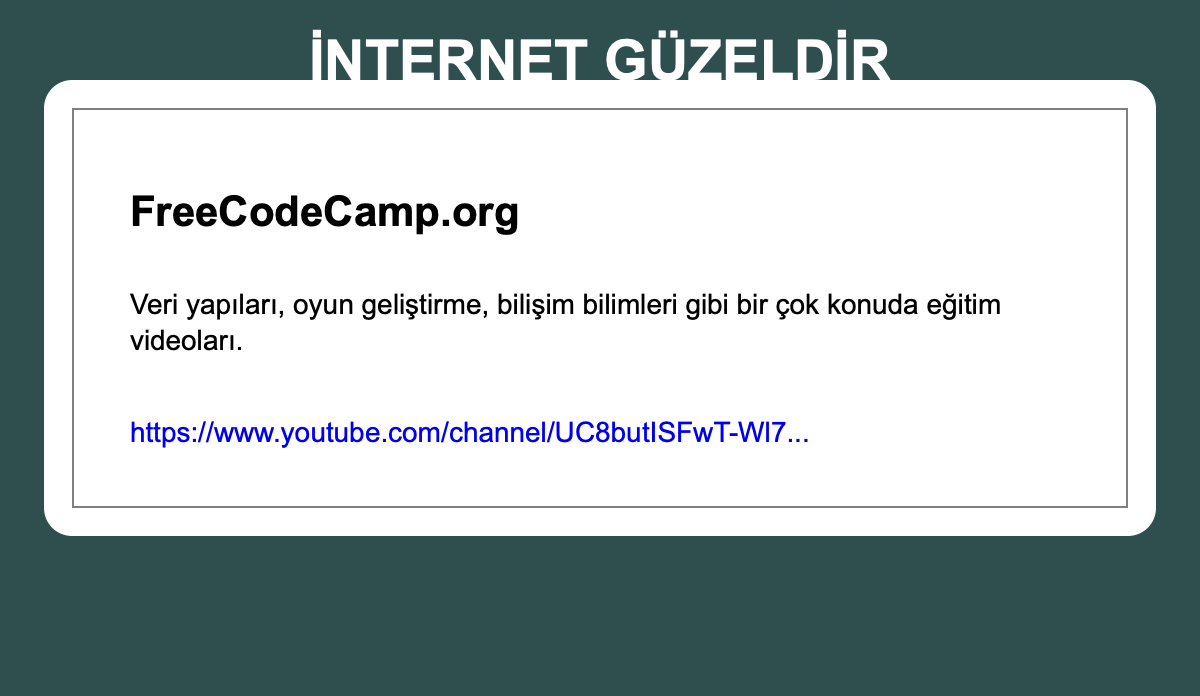 İNTERNET GÜZELDİR
FreeCodeCamp.org
Veri yapıları, oyun geliştirme, bilişim bilimleri gibi bir çok konuda eğitim
videoları.
https://www.youtube.com/channel/UC8butISFwT-Wl7...